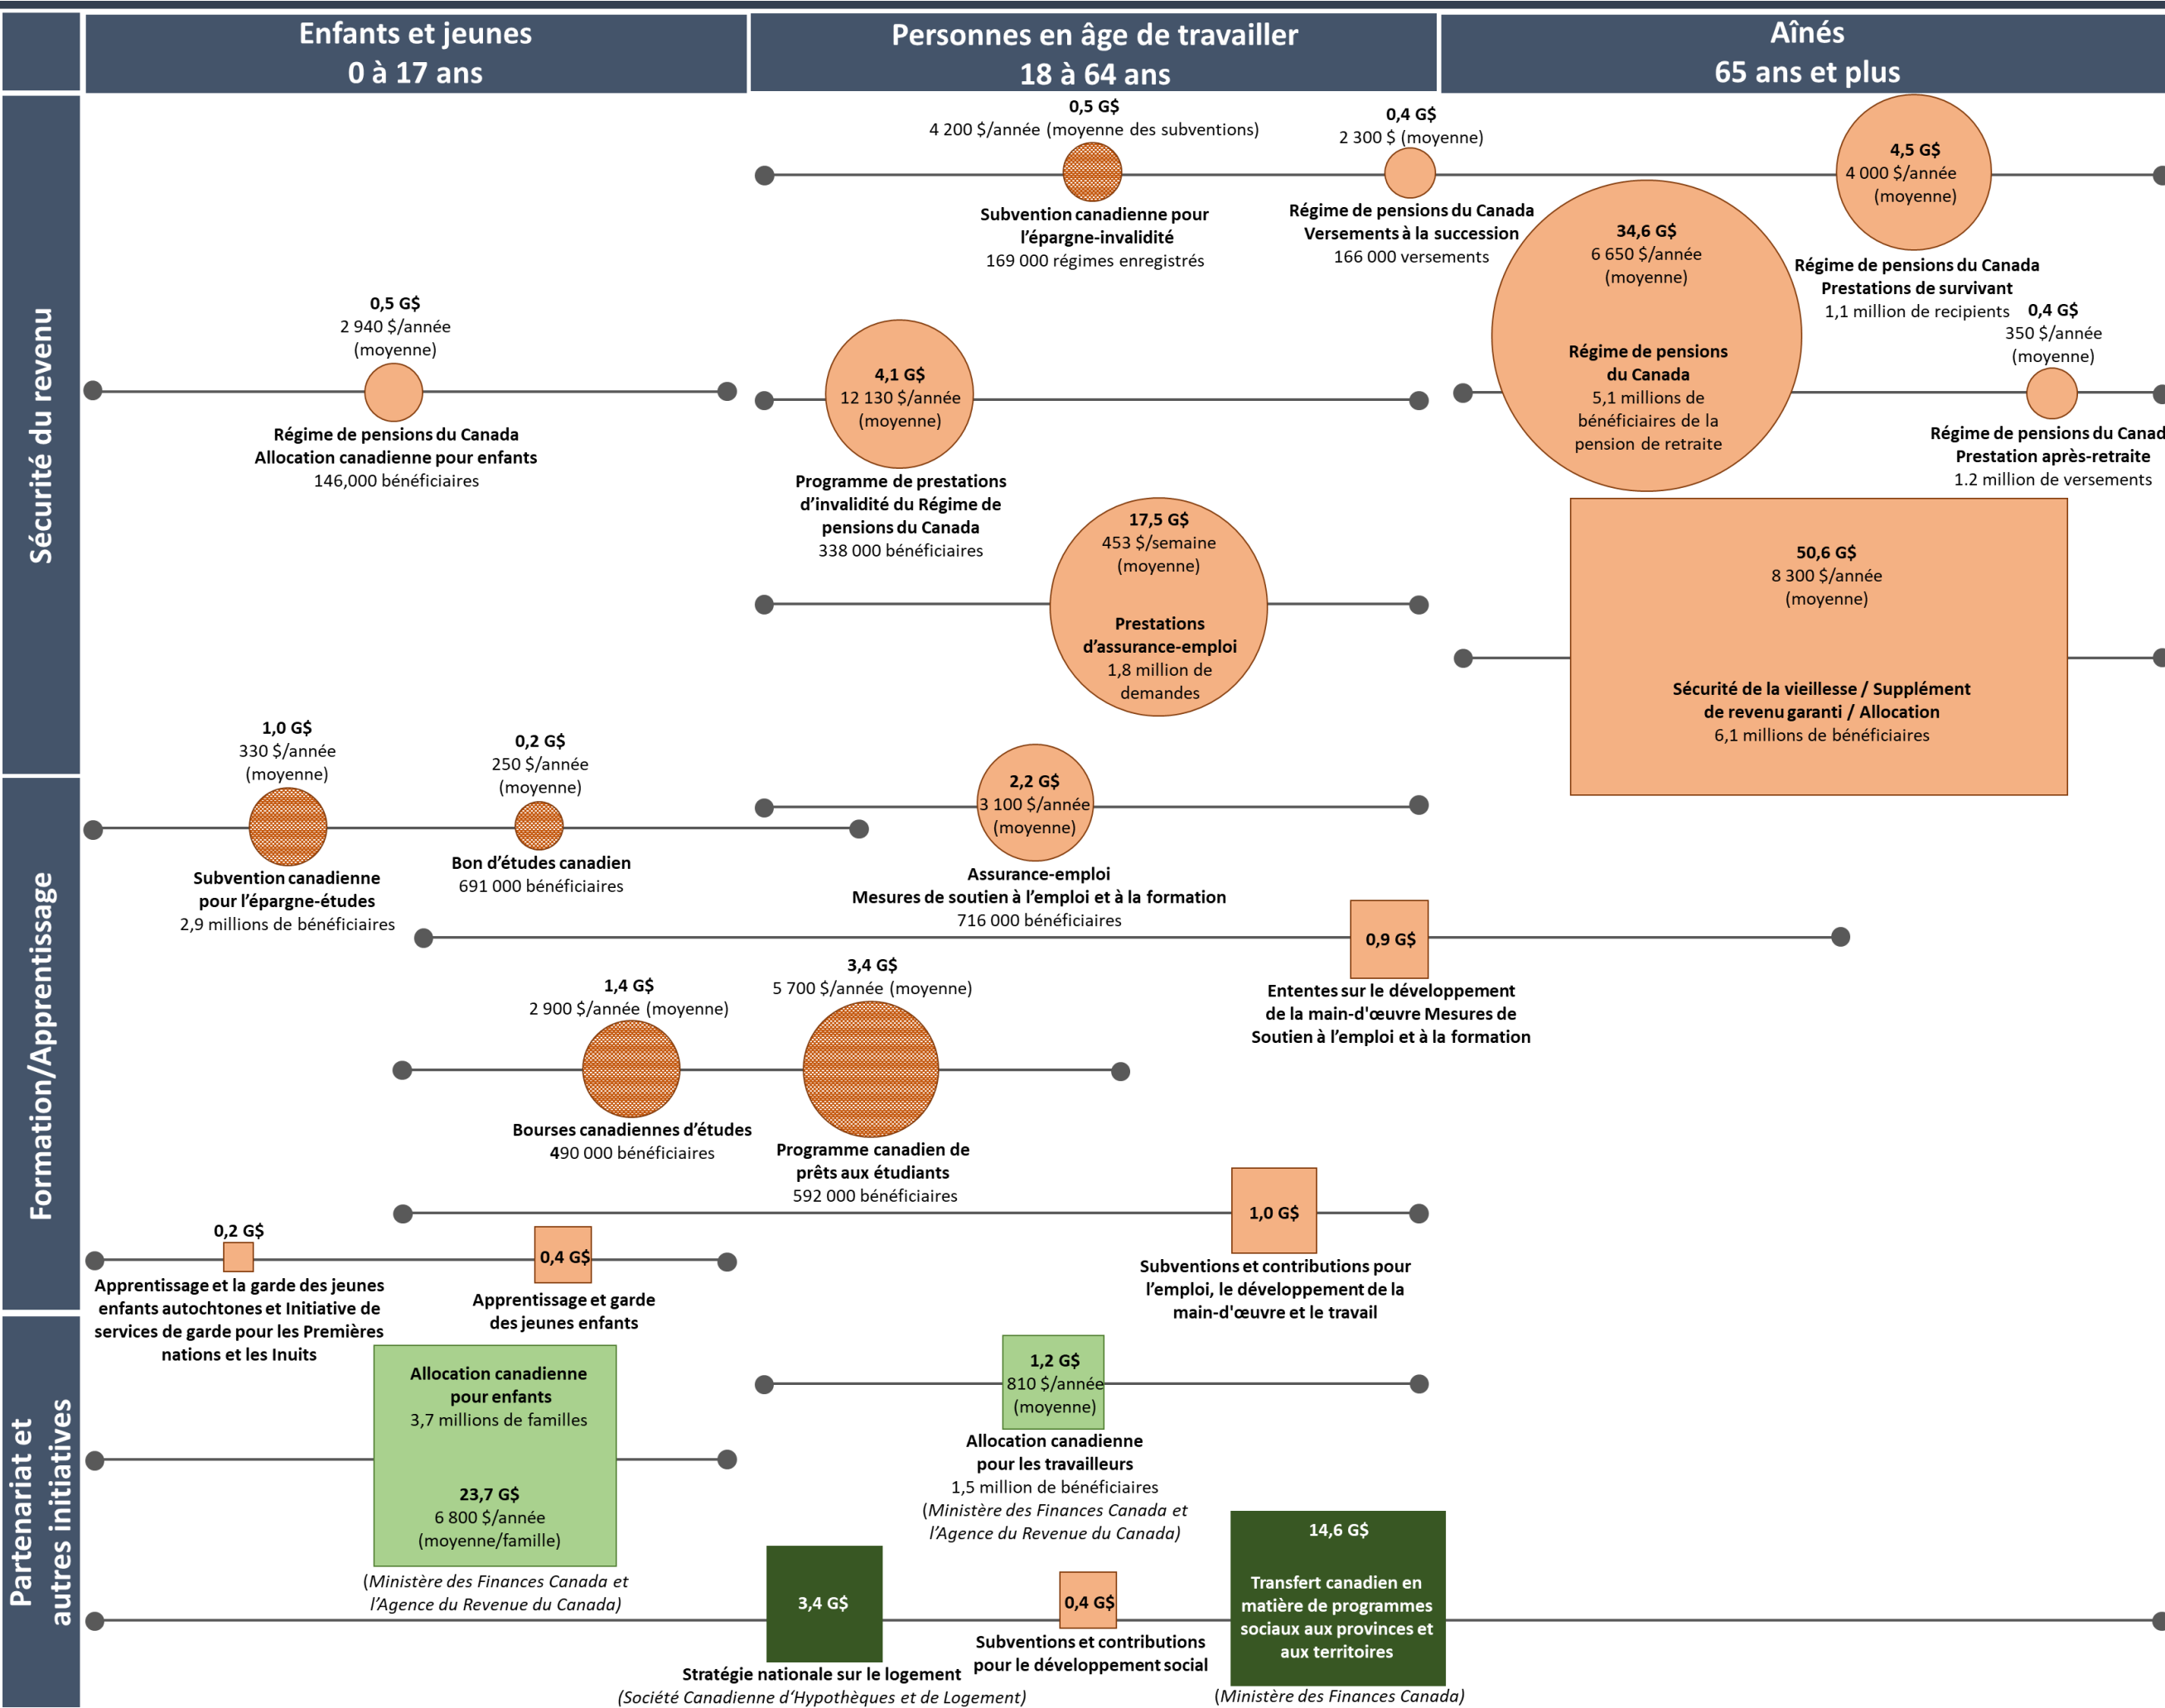 Enfants et jeunes
0 à 17 ans
Personnes en âge de travailler
18 à 64 ans
Aînés
65 ans et plus
Sécurité du revenu
0,5 G$
4 200 $/année (moyenne des subventions)
Subvention canadienne pour
l’épargne-invalidité
169 000 régimes enregistrés
0,4 G$
2 300 $ (moyenne)
Régime de pensions du Canada
Versements à la succession
166 000 versements
4,5 G$
4 000 $/année
(moyenne)
Régime de pensions du Canada
Prestations de survivant
1,1 million de recipients
0,5 G$
2 940 $/année
(moyenne)
Régime de pensions du Canada
Allocation canadienne pour enfants
146,000 bénéficiaires
4,1 G$
12 130 $/année
(moyenne)
Programme de prestations
d’invalidité du Régime de
pensions du Canada
338 000 bénéficiaires
34,6 G$
6 650 $/année
(moyenne)
Régime de pensions
du Canada
5,1 millions de
bénéficiaires de la
pension de retraite
0,4 G$
350 $/année
(moyenne)
Régime de pensions du Canad
Prestation après-retraite
1.2 million de versements
17,5 G$
453 $/semaine
(moyenne)
Prestations
d’assurance-emploi
1,8 million de
demandes
50,6 G$
8 300 $/année
(moyenne)
Sécurité de la vieillesse / Supplément
de revenu garanti / Allocation
6,1 millions de bénéficiaires
Formation/Apprentissage
1,0 G$
330 $/année
(moyenne)
Subvention canadienne
pour l’épargne-études
2,9 millions de bénéficiaires
0,2 G$
250 $/année
(moyenne)
Bon d’études canadien
691 000 bénéficiaires
2,2 G$
3 100 $/année
(moyenne)
Assurance-emploi
Mesures de soutien à l’emploi et à la formation
716 000 bénéficiaires
0,9 G$
Ententes sur le développement
de la main-d'œuvre Mesures de
Soutien à l’emploi et à la formation
1,4 G$
2 900 $/année (moyenne)
Bourses canadiennes d’études
490 000 bénéficiaires
3,4 G$
5 700 $/année (moyenne)
Programme canadien de
prêts aux étudiants
592 000 bénéficiaires
1,0 G$
Subventions et contributions pour
l’emploi, le développement de la
main-d'œuvre et le travail
0,2 G$
Apprentissage et la garde des jeunes
enfants autochtones et Initiative de
services de garde pour les Premières
nations et les Inuits
0,4 G$
Apprentissage et garde
des jeunes enfants
Partenariat et
autres initiatives
Allocation canadienne
pour enfants
3,7 millions de familles
23,7 G$
6 800 $/année
(moyenne/famille)
(Ministère des Finances Canada et
l’Agence du Revenue du Canada)
1,2 G$
810 $/année
(moyenne)
Allocation canadienne
pour les travailleurs
1,5 million de bénéficiaires
(Ministère des Finances Canada et
l’Agence du Revenue du Canada)
3,4 G$
Stratégie nationale sur le logement
(Société Canadienne d‘Hypothèques et de Logement)
0,4 G$
Subventions et contributions
pour le développement social
14,6 G$
Transfert canadien en
matière de programmes
sociaux aux provinces et
aux territoires
(Ministère des Finances Canada)